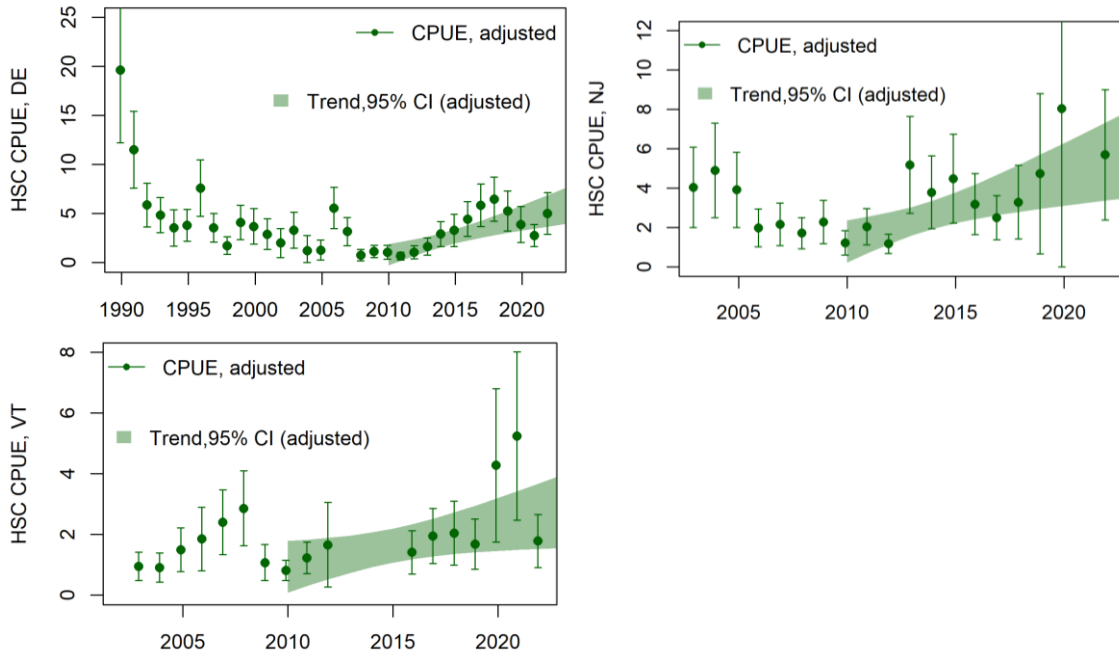 HSC CPUE, DE
25
20
15
10
5
0
CPUE, adjusted
Trend,95% CI (adjusted)
1990 1995 2000 2005 2010 2015 2020
HSC CPUE, NJ
12
10
8
6
4
2
0
CPUE, adjusted
Trend,95% CI (adjusted)
2005 2010 2015 2020
HSC CPUE, VT
8
6
4
2
0
CPUE, adjusted
Trend,95% CI (adjusted)
2005 2010 2015 2020